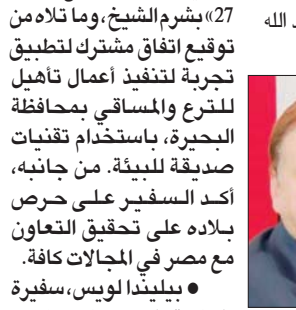 د الله
27» بشرم الشيخ، وما تلاه من
توقيع اتفاق مشترك لتطبيق
تجربة لتنفيذ أعمال تأهيل
للترع والمساقي بمحافظة
البحيرة، باستخدام تقنيات
صديقة للبيئة. من جانبه،
أكد السفير على حرص
بلاده على تحقيق التعاون
مع مصر في المجالات كافة.
● بيليندا لويس، سفيرة